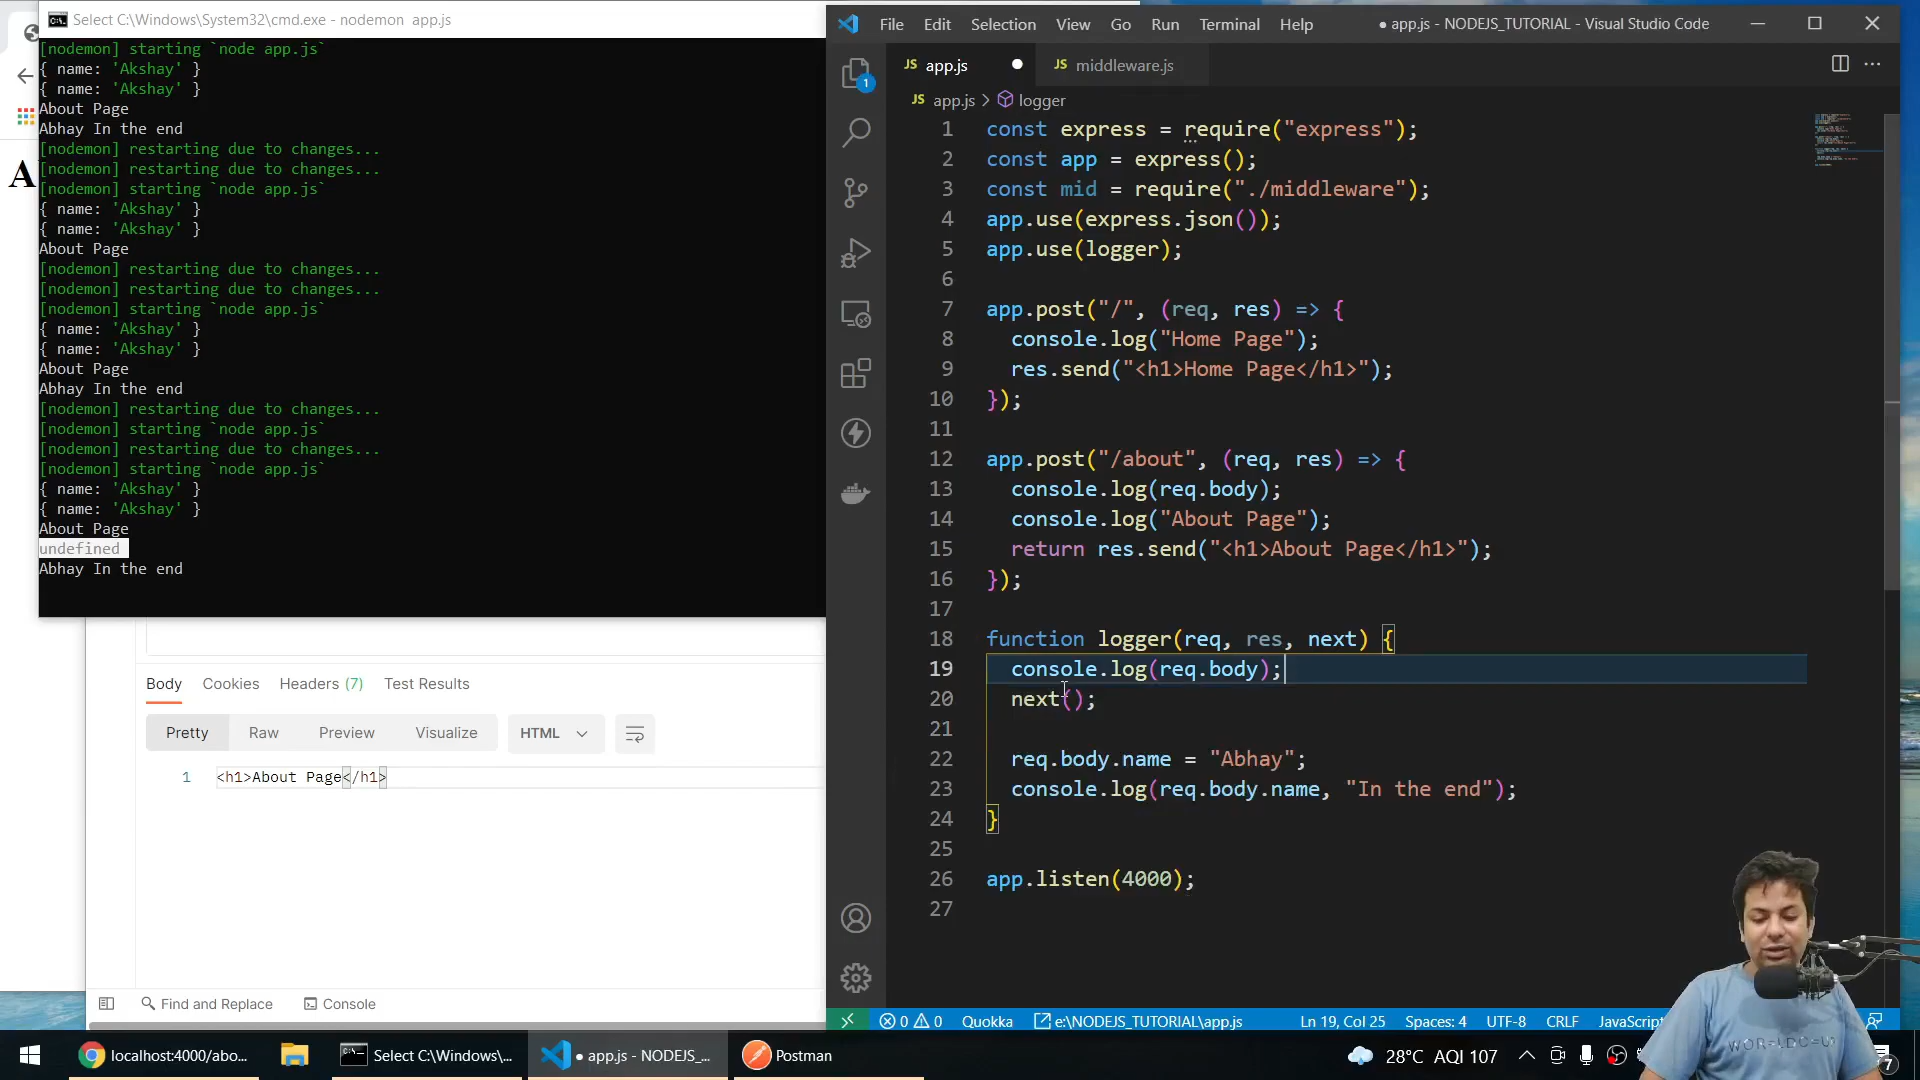 Select C:\Windows\System32\cmd.exe - nodemon  app.js
[nodemon] starting `node app.js`
{ name: 'Akshay' }
{ name: 'Akshay' }
About Page
Abhay In the end
[nodemon] restarting due to changes...
[nodemon] restarting due to changes...
[nodemon] starting `node app.js`
{ name: 'Akshay' }
{ name: 'Akshay' }
About Page
[nodemon] restarting due to changes...
[nodemon] restarting due to changes...
[nodemon] starting `node app.js`
{ name: 'Akshay' }
{ name: 'Akshay' }
About Page
Abhay In the end
[nodemon] restarting due to changes...
[nodemon] starting `node app.js`
[nodemon] restarting due to changes...
[nodemon] starting `node app.js`
{ name: 'Akshay' }
{ name: 'Akshay' }
About Page
undefined
Abhay In the end
A
Body Cookies Headers (7) Test Results
Pretty Raw Preview Visualize HTML
1 <h1>About Page</h1>
Find and Replace Console
File Edit Selection View Go Run Terminal Help ● app.js - NODEJS_TUTORIAL - Visual Studio Code
JS app.js JS middleware.js
JS app.js > logger
1
1 const express = require("express");
2 const app = express();
3 const mid = require("./middleware");
4 app.use(express.json());
5 app.use(logger);
6
7 app.post("/", (req, res) => {
8 console.log("Home Page");
9 res.send("<h1>Home Page</h1>");
10 });
11
12 app.post("/about", (req, res) => {
13 console.log(req.body);
14 console.log("About Page");
15 return res.send("<h1>About Page</h1>");
16 });
17
18 function logger(req, res, next) {
19 console.log(req.body);
20 next();
21
22 req.body.name = "Abhay";
23 console.log(req.body.name, "In the end");
24 }
25
26 app.listen(4000);
27
0 0 Quokka e:\NODEJS_TUTORIAL\app.js Ln 19, Col 25 Spaces: 4 UTF-8 CRLF JavaScript
localhost:4000/abo... Select C:\Windows\... ● app.js - NODEJS_... Postman 28°C AQI 107 7